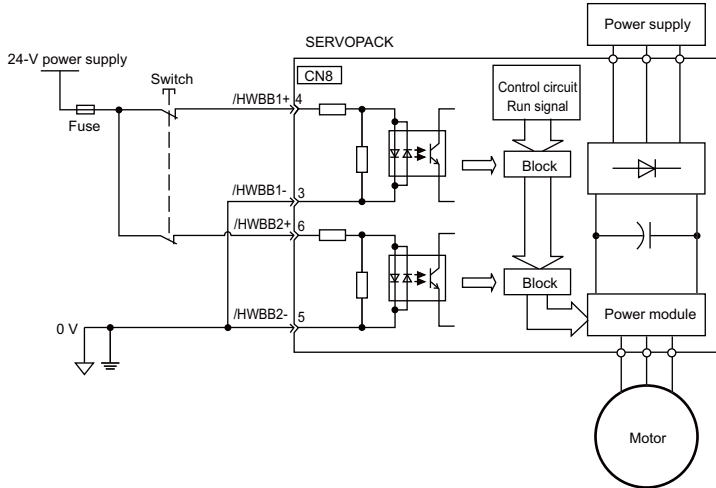 Power supply
SERVOPACK
24-V power supply
CN8
Switch
Control circuit
Run signal
/HWBB1+
4
Fuse
Block
/HWBB1-
3
/HWBB2+
6
Block
/HWBB2-
5
Power module
0 V
Motor